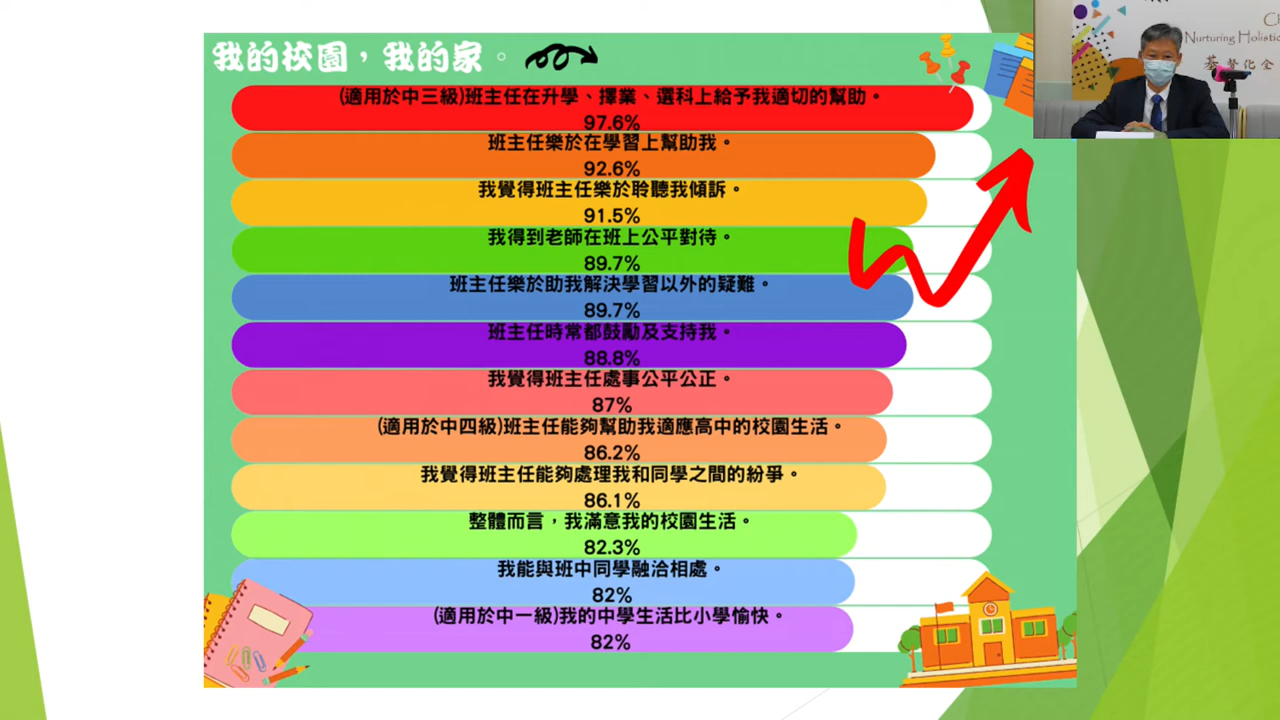 我的校園，我的家。
(適用於中三級)班主任在升學、擇業、選科上給予我適切的幫助。
97.6%
班主任樂於在學習上幫助我。
92.6%
我覺得班主任樂於聆聽我傾訴。
91.5%
我得到老師在班上公平對待。
89.7%
班主任樂於助我解決學習以外的疑難。
89.7%
班主任時常都鼓勵及支持我。
88.8%
我覺得班主任處事公平公正。
87%
(適用於中四級)班主任能夠幫助我適應高中的校園生活。
86.2%
我覺得班主任能夠處理我和同學之間的紛爭。
86.1%
整體而言，我滿意我的校園生活。
82.3%
我能與班中同學融洽相處。
82%
(適用於中一級)我的中學生活比小學愉快。
82%
Nurturing Holistic
基督化全